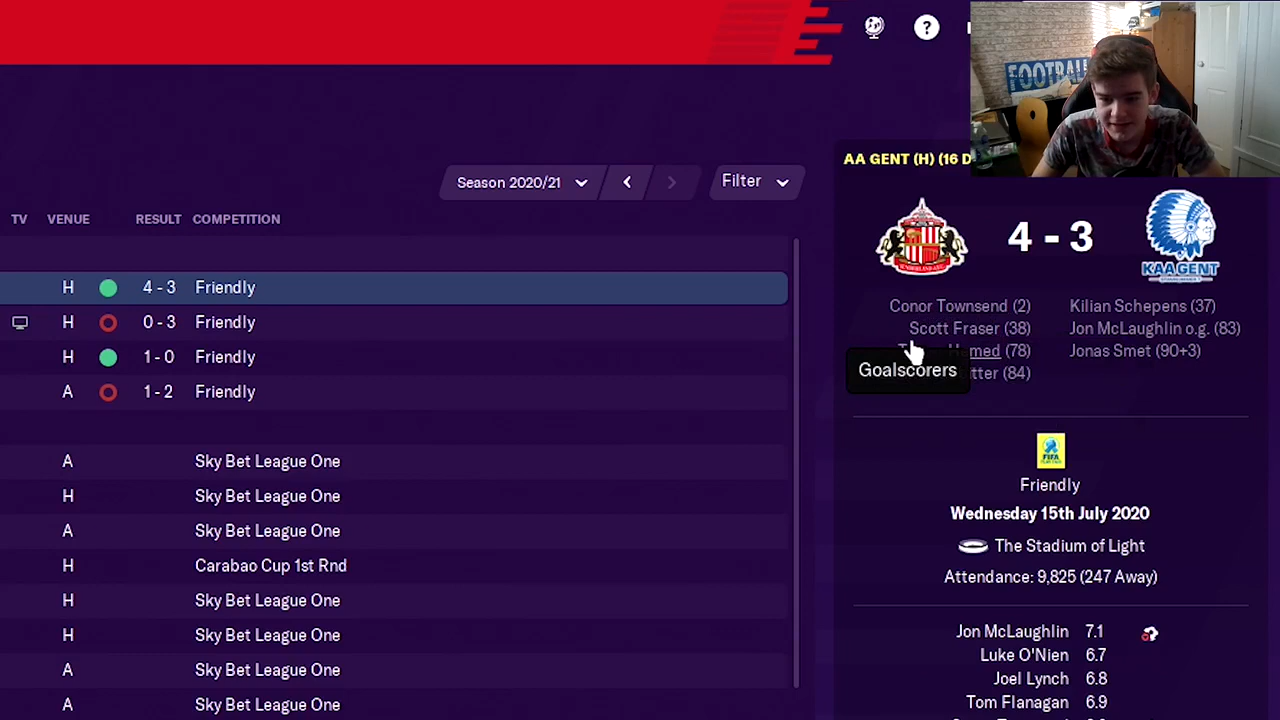 ?
FOOTBALL
AA GENT (H) (16 D
Season 2020/21
Filter
TV VENUE RESULT COMPETITION
4 - 3
KAA GENT
H 4 - 3 Friendly
H 0 - 3 Friendly
H 1 - 0 Friendly
A 1 - 2 Friendly
A Sky Bet League One
H Sky Bet League One
A Sky Bet League One
H Carabao Cup 1st Rnd
H Sky Bet League One
H Sky Bet League One
A Sky Bet League One
A Sky Bet League One
Conor Townsend (2)
Scott Fraser (38)
(78)
(84)
Goalscorers
Kilian Schepens (37)
Jon McLaughlin o.g. (83)
Jonas Smet (90+3)
FIFA
Friendly
Wednesday 15th July 2020
The Stadium of Light
Attendance: 9,825 (247 Away)
Jon McLaughlin 7.1
Luke O'Nien 6.7
Joel Lynch 6.8
Tom Flanagan 6.9